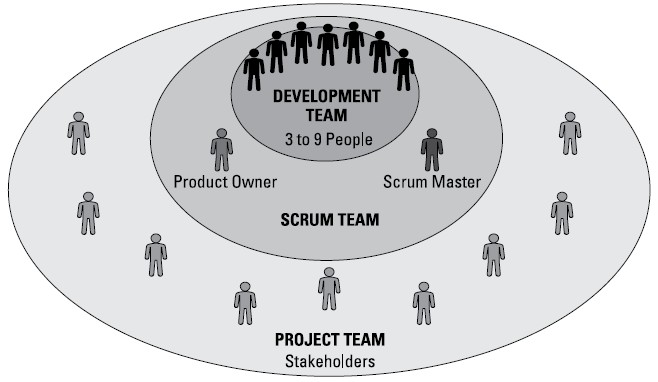 DEVELOPMENT
TEAM
3 to 9 People
Product Owner
Scrum Master
SCRUM TEAM
PROJECT TEAM
Stakeholders